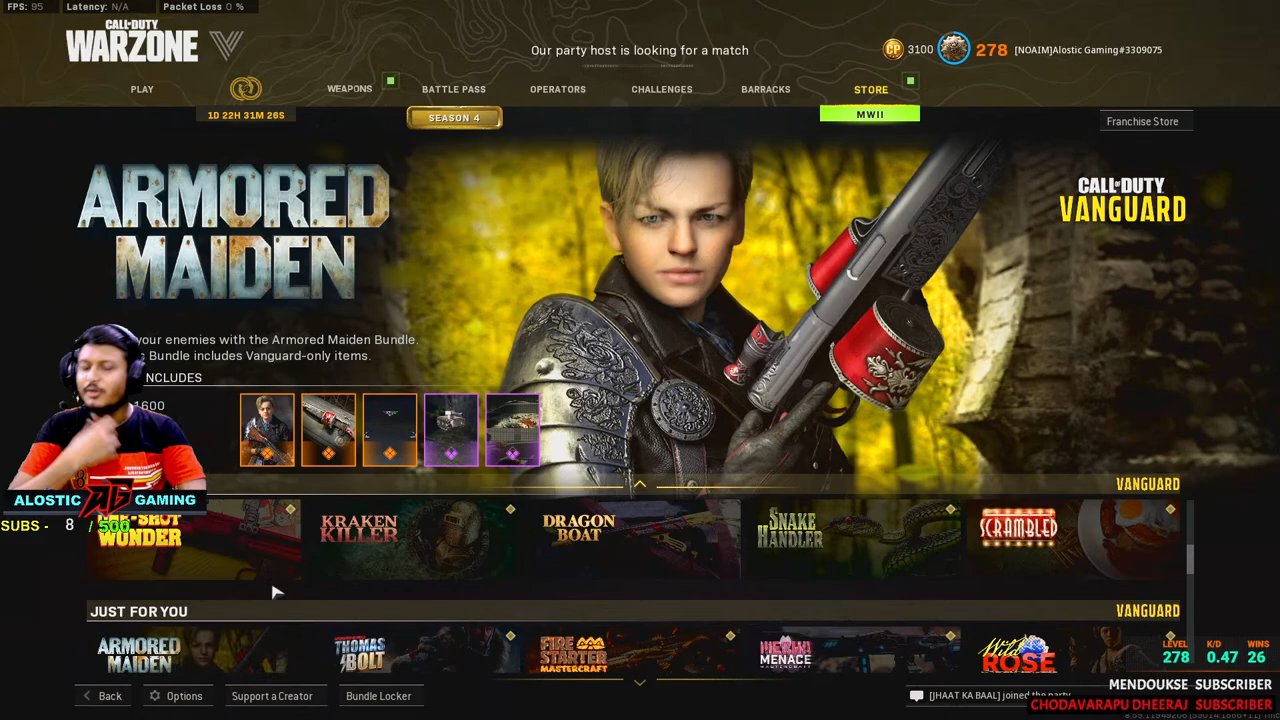 FPS: 95 Latency: N/A Packet Loss 0 %
CALL OF DUTY
WARZONE
Our party host is looking for a match
CP 3100 278 [NOAIM]Alostic Gaming#3309075
PLAY WEAPONS BATTLE PASS OPERATORS CHALLENGES BARRACKS STORE
1D 22H 31M 26S SEASON 4 MWII
Franchise Store
ARMORED
MAIDEN
CALL OF DUTY
VANGUARD
your enemies with the Armored Maiden Bundle.
Bundle includes Vanguard-only items.
NCLUDES
1600
VANGUARD
ALOSTIC AG GAMING
SUBS - 8 / 500
WONDER
KRAKEN
KILLER
DRAGON
BOAT
SNAKE
HANDLER
SCRAMBLED
JUST FOR YOU VANGUARD
ARMORED
MAIDEN
THOMAS
BOLT
FIRE
STARTER
MASTERCRAFT
MENACE
Wild
ROSE
LEVEL K/D WINS
278 0.47 26
Back Options Support a Creator Bundle Locker
[JHAAT KA BAAL] joined the party.
MENDOUKSE SUBSCRIBER
CHODAVARAPU DHEERAJ SUBSCRIBER